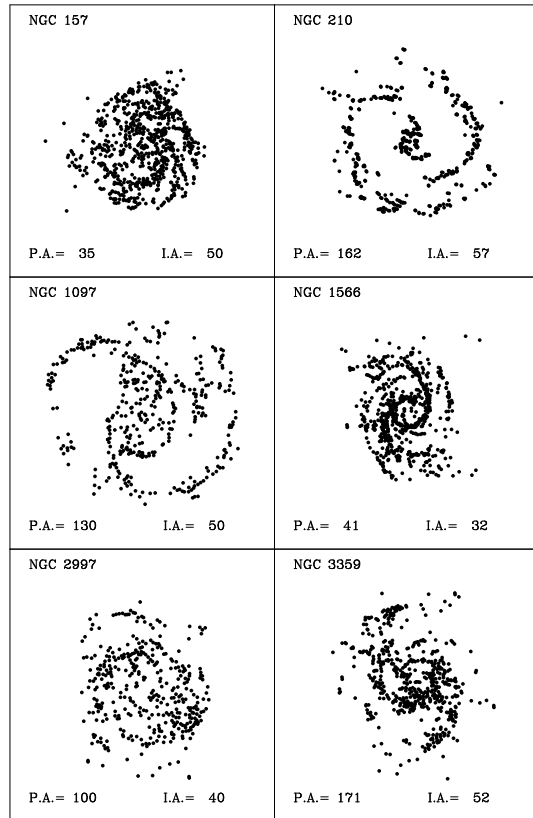 NGC 157
NGC 210
P.A.= 35 I.A.= 50
P.A.= 162 I.A.= 57
NGC 1097
NGC 1566
P.A.= 130 I.A.= 50
P.A.= 41 I.A.= 32
NGC 2997
NGC 3359
P.A.= 100 I.A.= 40
P.A.= 171 I.A.= 52